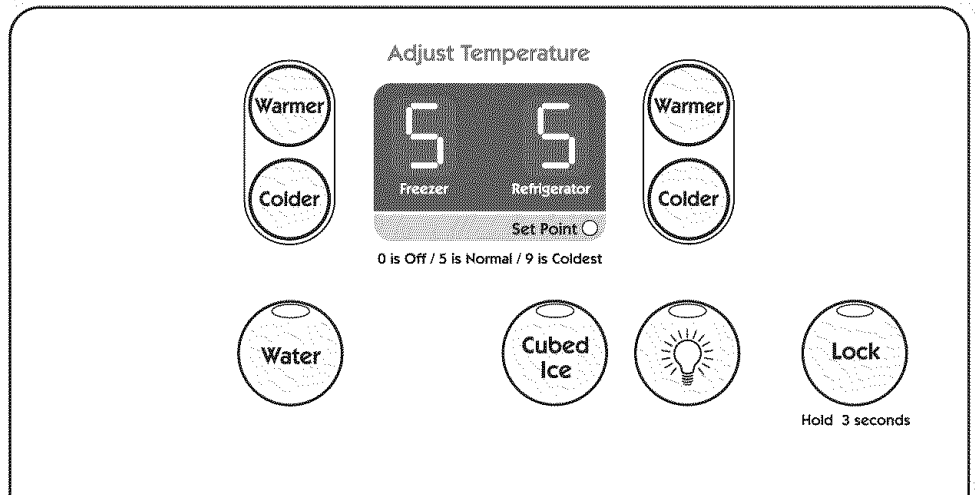 Adjust Temperature
Warmer
Colder
5 5
Freezer Refrigerator
Set Point
Warmer
Colder
0 is Off / 5 is Normal / 9 is Coldest
Water
Cubed
Ice
Lock
Hold 3 seconds